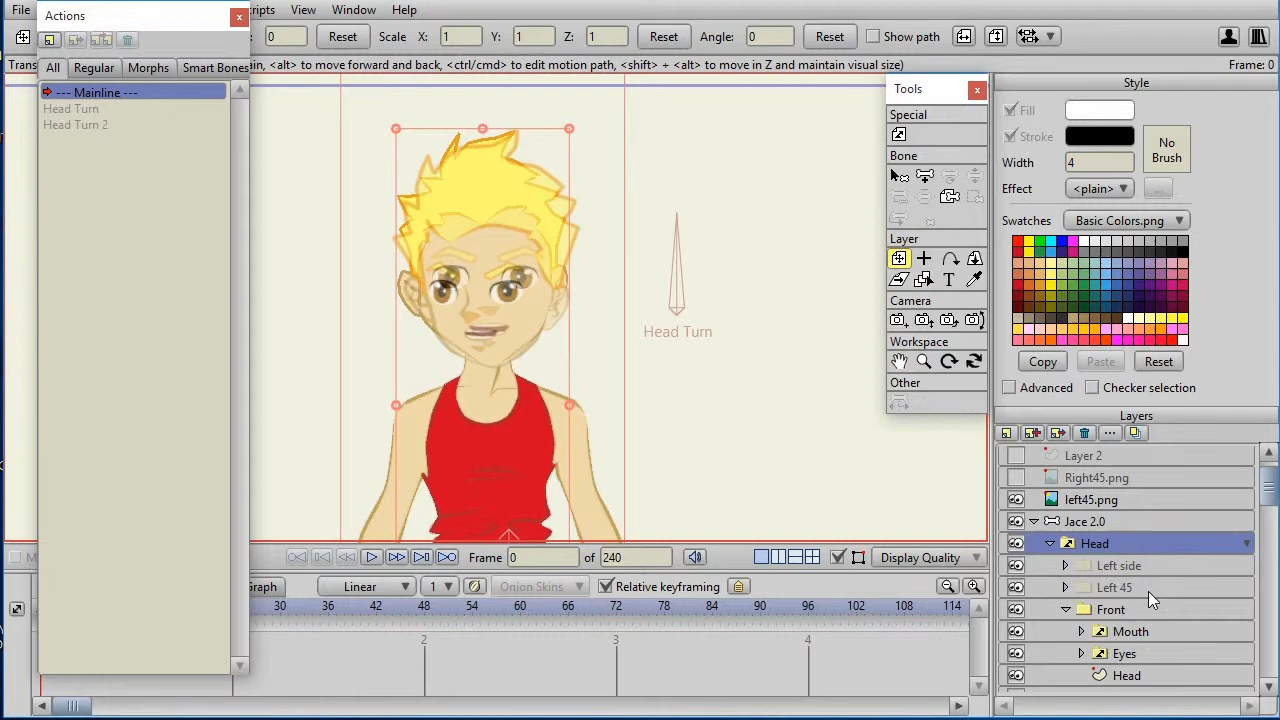 Actions
File
cripts
View
Window
Help
0
Reset
Scale
X:
1
Y:
1
Z:
1
Reset
Angle:
0
Reset
Show path
All
Regular
Morphs
Smart Bones
in, <alt> to move forward and back, <ctrl/cmd> to edit motion path, <shift> + <alt> to move in Z and maintain visual size)
Frame: 0
--- Mainline ---
Head Turn
Head Turn 2
Head Turn
Tools
Special
Bone
Layer
T
Camera
Workspace
Other
Style
Fill
Stroke
No
Brush
Width
4
Effect
<plain>
...
Swatches
Basic Colors.png
Copy
Paste
Reset
Advanced
Checker selection
Layers
Layer 2
Right45.png
left45.png
Jace 2.0
Head
Left side
Left 45
Front
Mouth
Eyes
Head
Frame
0
of
240
Display Quality
raph
Linear
1
Onion Skins
Relative keyframing
30
36
42
48
54
60
66
72
78
84
90
96
102
108
114
2
3
4